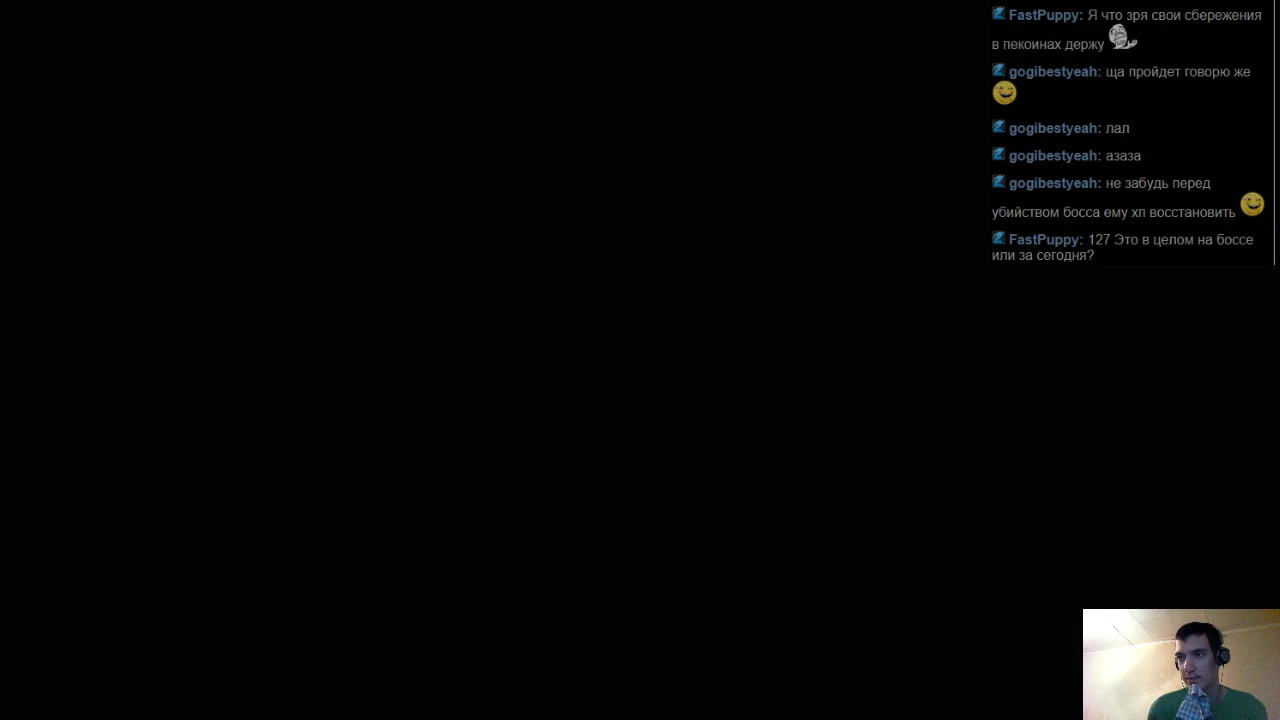 FastPuppy: Я что зря свои сбережения
в пекоинах держу
gogibestyeah: ща пройдет говорю же
gogibestyeah: лал
gogibestyeah: азаза
gogibestyeah: не забудь перед
убийством босса ему хп восстановить
FastPuppy: 127 Это в целом на боссе
или за сегодня?